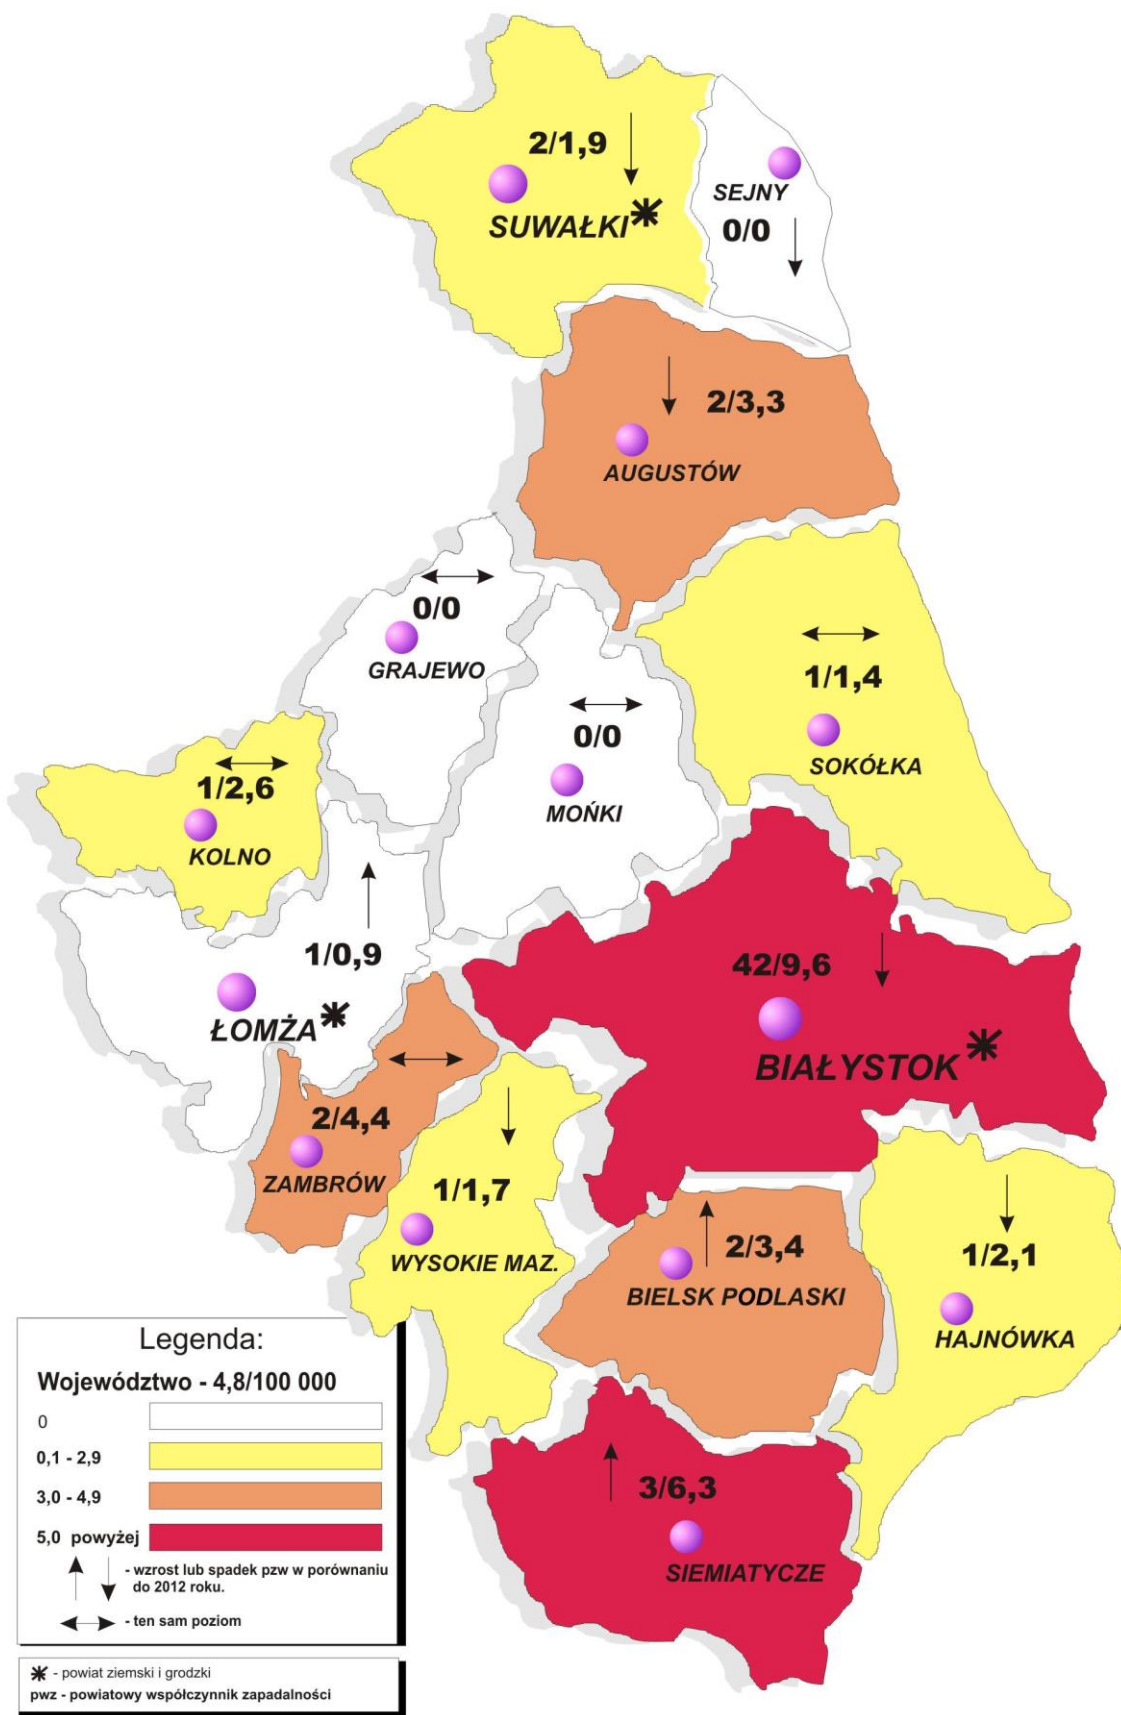 2/1,9
SUWAŁKI
SEJNY
0/0
2/3,3
AUGUSTÓW
0/0
GRAJEWO
1/1,4
SOKÓŁKA
0/0
MOŃKI
1/2,6
KOLNO
1/0,9
ŁOMŻA
42/9,6
BIAŁYSTOK
2/4,4
ZAMBRÓW
1/1,7
WYSOKIE MAZ.
2/3,4
BIELSK PODLASKI
1/2,1
HAJNÓWKA
3/6,3
SIEMIATYCZE
Legenda:
Województwo - 4,8/100 000
0
0,1 - 2,9
3,0 - 4,9
5,0 powyżej
- wzrost lub spadek pzw w porównaniu
do 2012 roku.
- ten sam poziom
- powiat ziemski i grodzki
pwz - powiatowy współczynnik zapadalności